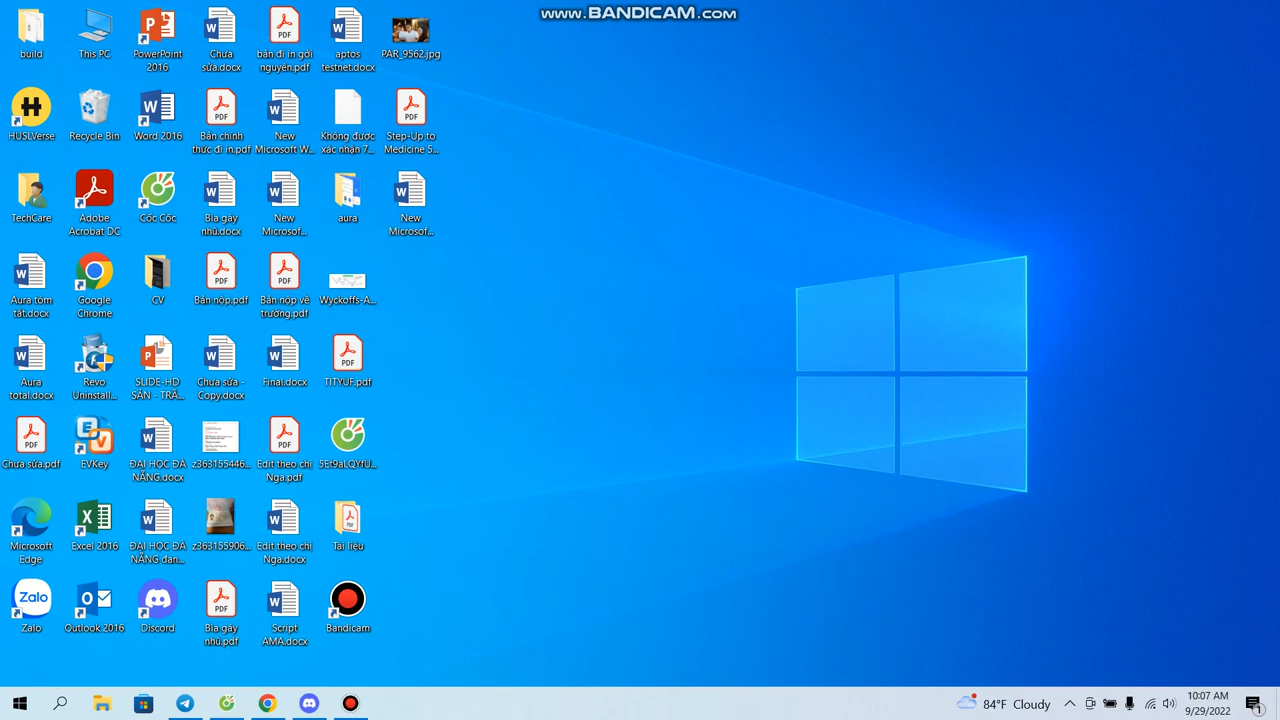 www.BANDICAM.com
build
This PC
PowerPoint
2016
Chưa
sửa.docx
bản đi in gởi
nguyên.pdf
aptos
testnet.docx
PAR_9562.jpg
HUSLVerse
Recycle Bin
Word 2016
Bản chính
thức đi in.pdf
New
Microsoft W...
Không được
xác nhận 7...
Step-Up to
Medicine 5...
TechCare
Adobe
Acrobat DC
Cốc Cốc
Bìa gáy
nhũ.docx
New
Microsof...
aura
New
Microsof...
Aura tóm
tắt.docx
Google
Chrome
CV
Bản nộp.pdf
Bản nộp về
trường.pdf
Wyckoffs-A...
Aura
total.docx
Revo
Uninstall...
SLIDE-HD
SẢN - TRA...
Chưa sửa -
Copy.docx
Final.docx
TITYUF.pdf
Chưa sửa.pdf
EVKey
ĐẠI HỌC ĐÀ
NẴNG.docx
z363155446...
Edit theo chị
Nga.pdf
5Et9aLQYfU...
Microsoft
Edge
Excel 2016
ĐẠI HỌC ĐÀ
NẴNG đan...
z363155906...
Edit theo chị
Nga.docx
Tài liệu
Zalo
Zalo
Outlook 2016
Discord
Bìa gáy
nhũ.pdf
Script
AMA.docx
Bandicam
84°F Cloudy
10:07 AM
9/29/2022
1